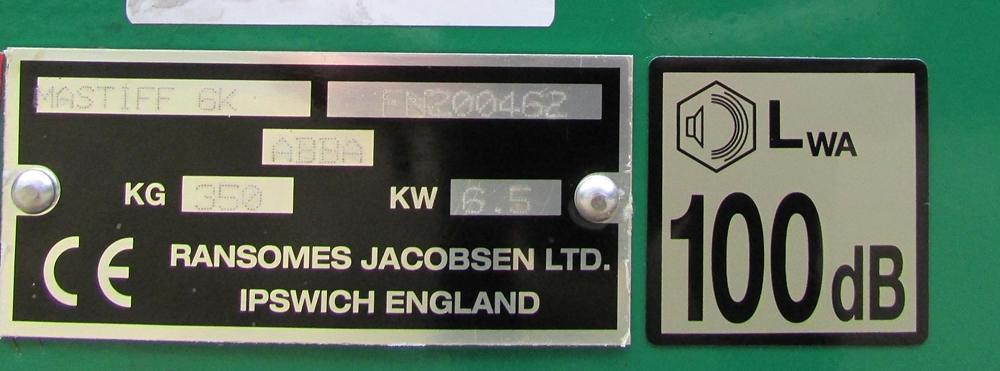 MASTIFF 6K FN200462
ABBA
KG 350 KW 6.5
CE RANSOMES JACOBSEN LTD.
IPSWICH ENGLAND
LWA
100dB